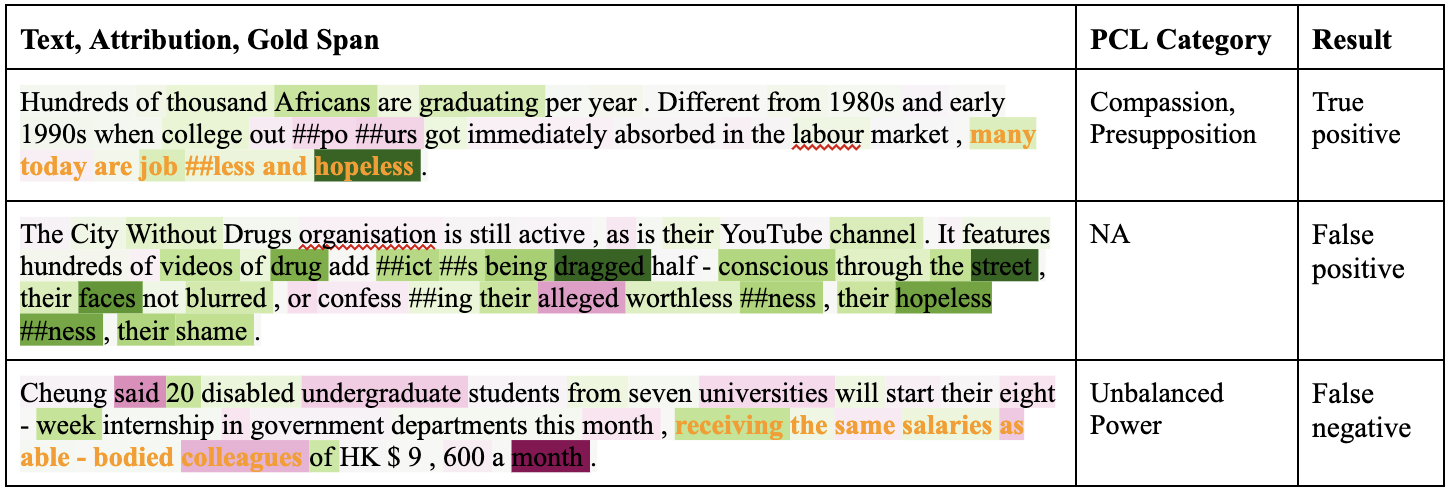 Text, Attribution, Gold Span PCL Category Result
Hundreds of thousand Africans are graduating per year . Different from 1980s and early
1990s when college out ##po ##urs got immediately absorbed in the labour market , many
today are job ##less and hopeless .
Compassion,
Presupposition
True
positive
The City Without Drugs organisation is still active , as is their YouTube channel . It features
hundreds of videos of drug add ##ict ##s being dragged half - conscious through the street ,
their faces not blurred , or confess ##ing their alleged worthless ##ness , their hopeless
##ness , their shame .
NA
False
positive
Cheung said 20 disabled undergraduate students from seven universities will start their eight
- week internship in government departments this month , receiving the same salaries as
able - bodied colleagues of HK $ 9 , 600 a month .
Unbalanced
Power
False
negative